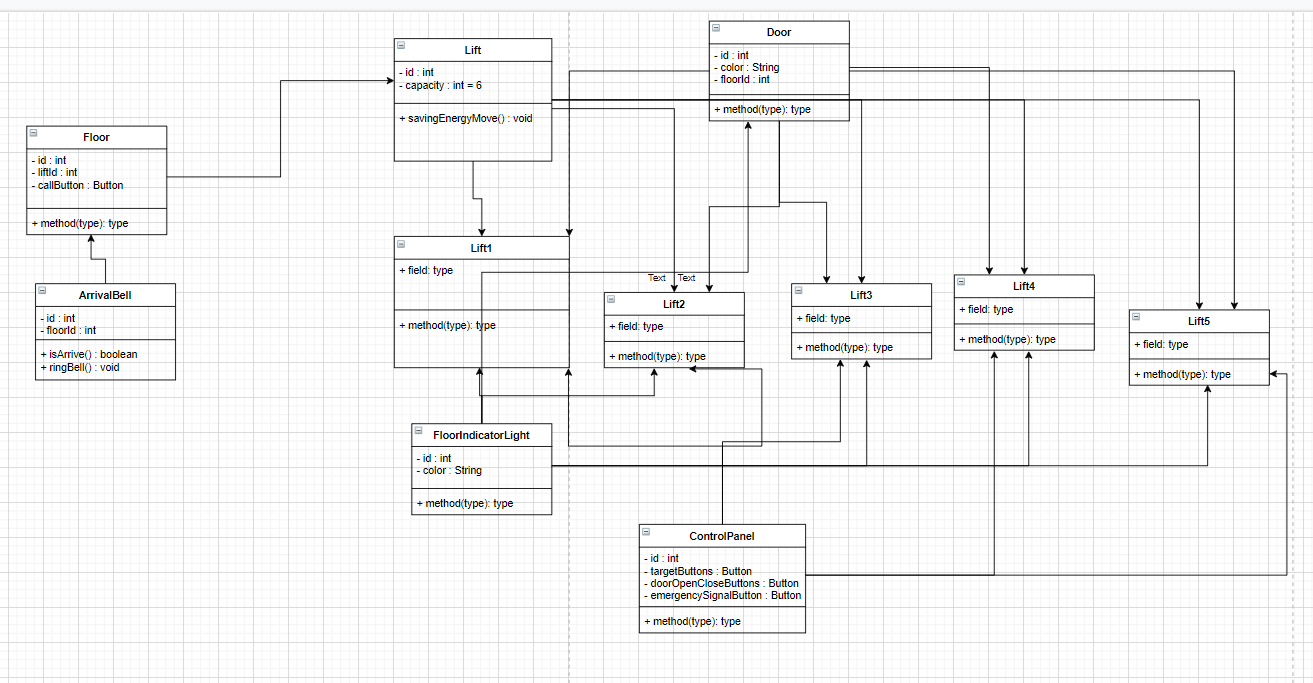 Lift
- id : int
- capacity : int = 6
+ savingEnergyMove() : void
Door
- id : int
- color : String
- floorId : int
+ method(type): type
Floor
- id : int
- liftId : int
- callButton : Button
+ method(type): type
ArrivalBell
- id : int
- floorId : int
+ isArrive() : boolean
+ ringBell() : void
Lift1
+ field: type
+ method(type): type
Text
Text
Lift2
+ field: type
+ method(type): type
Lift3
+ field: type
+ method(type): type
Lift4
+ field: type
+ method(type): type
Lift5
+ field: type
+ method(type): type
FloorIndicatorLight
- id : int
- color : String
+ method(type): type
ControlPanel
- id : int
- targetButtons : Button
- doorOpenCloseButtons : Button
- emergencySignalButton : Button
+ method(type): type